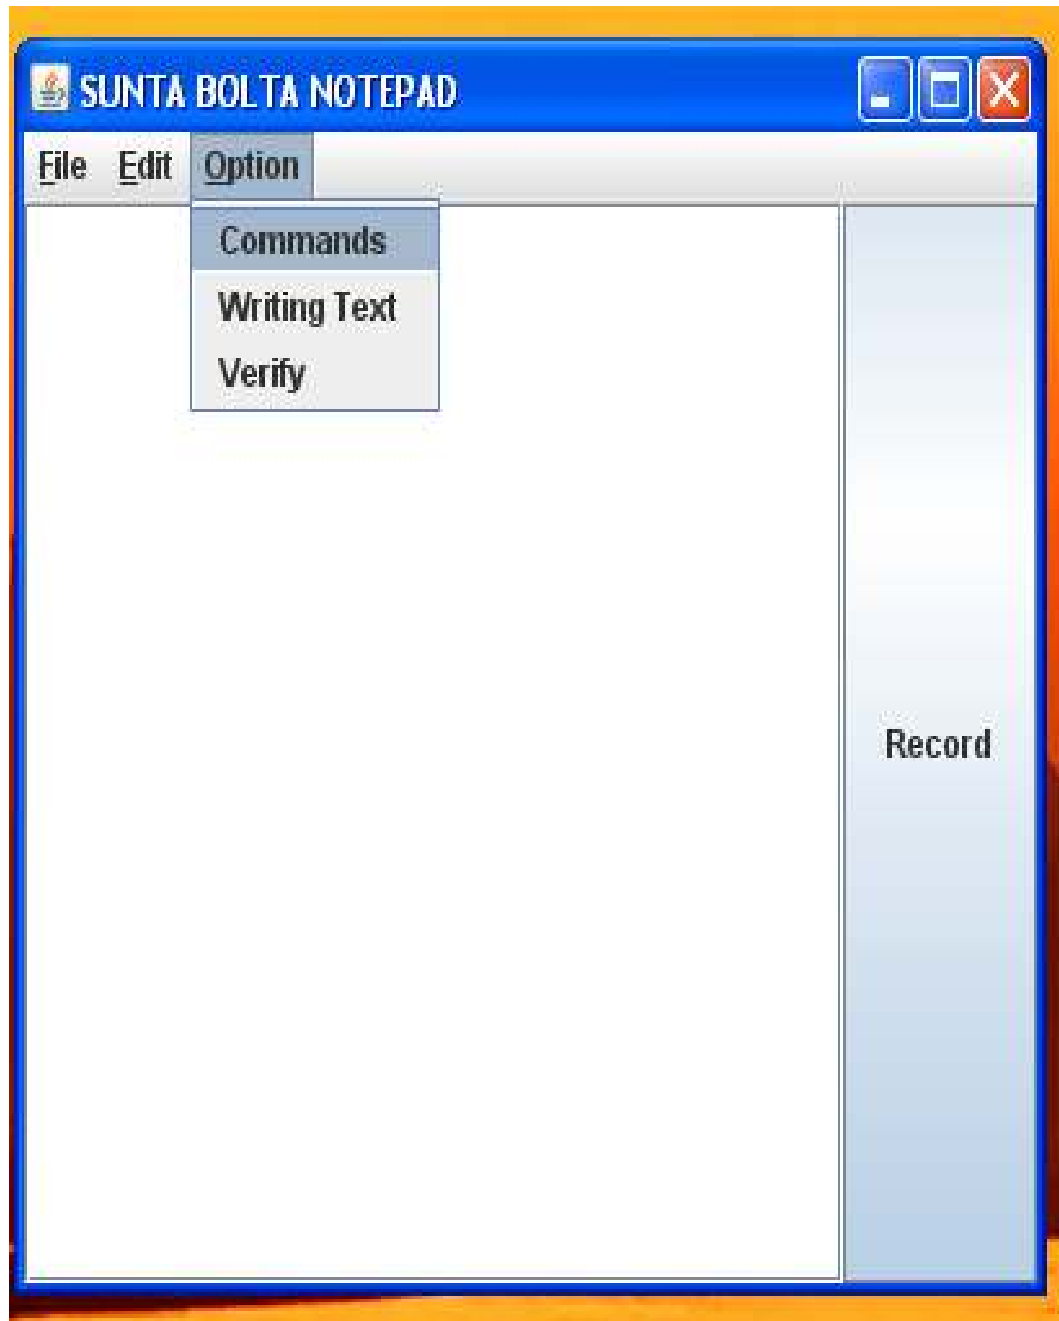 SUNTA BOLTA NOTEPAD
File Edit Option
Commands
Writing Text
Verify
Record